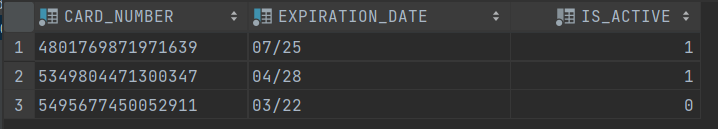 CARD_NUMBER EXPIRATION_DATE IS_ACTIVE
1 4801769871971639 07/25 1
2 5349804471300347 04/28 1
3 5495677450052911 03/22 0